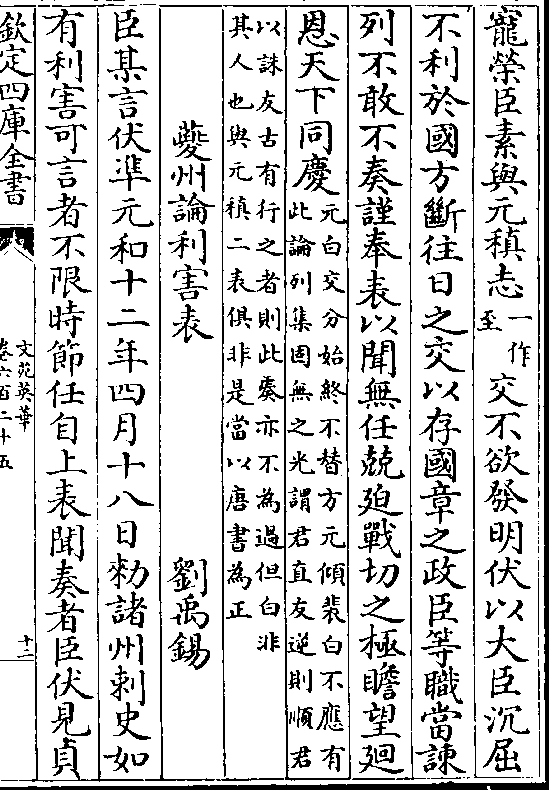 寵榮臣素與元稹志一作至交不欲發明伏以大臣沉屈
不利於國方斷往日之交以存國章之政臣等職當諫
列不敢不奏謹奉表以聞無任兢廹戰切之極瞻望廻
恩天下同慶元白交分始終不替方元傾裴白不應有
此論列集固無之光謂君直友逆則順君
以誅友古有行之者則此奏亦不為過但白非
其人也與元稹二表俱非是當以唐書為正
夔州論利害表 劉禹錫
臣某言伏準元和十二年四月十八日勑諸州刺史如
有利害可言者不限時節任自上表聞奏者臣伏見貞
欽定四庫全書
文苑英華
卷六百二十五
十二